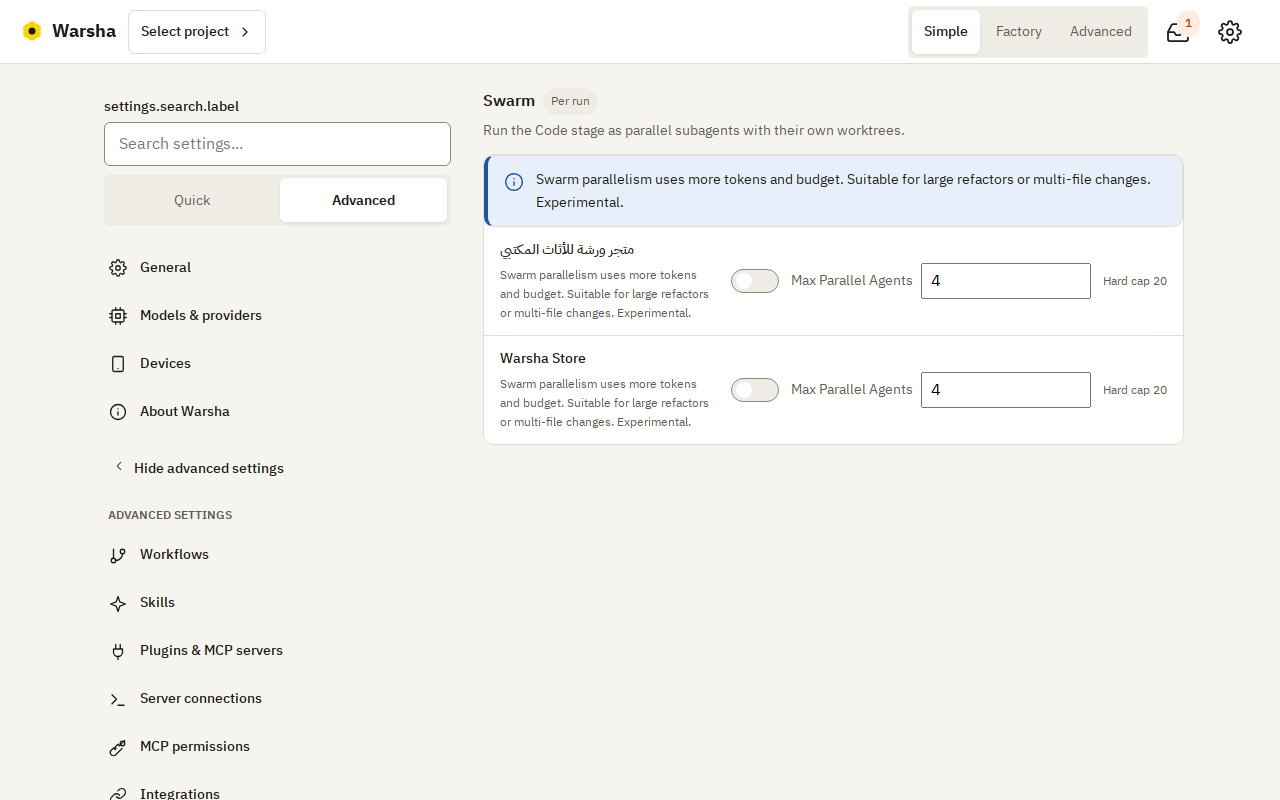 Warsha
Select project
Simple
Factory
Advanced
1
settings.search.label
Search settings...
Quick
Advanced
General
Models & providers
Devices
About Warsha
Hide advanced settings
ADVANCED SETTINGS
Workflows
Skills
Plugins & MCP servers
Server connections
MCP permissions
Integrations
Swarm Per run
Run the Code stage as parallel subagents with their own worktrees.
Swarm parallelism uses more tokens and budget. Suitable for large refactors or multi-file changes.
Experimental.
متجر ورشة للأثاث المكتبي
Swarm parallelism uses more tokens
and budget. Suitable for large refactors
or multi-file changes. Experimental.
Max Parallel Agents
4
Hard cap 20
Warsha Store
Swarm parallelism uses more tokens
and budget. Suitable for large refactors
or multi-file changes. Experimental.
Max Parallel Agents
4
Hard cap 20